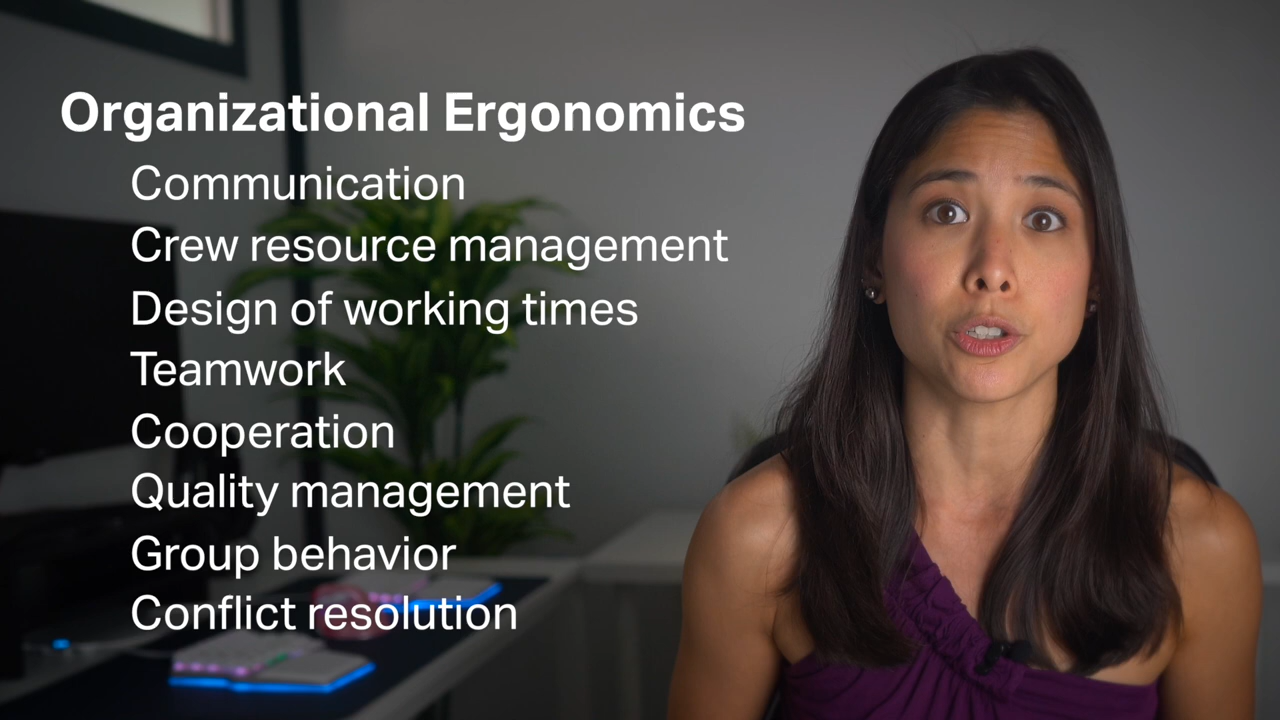 Organizational Ergonomics
Communication
Crew resource management
Design of working times
Teamwork
Cooperation
Quality management
Group behavior
Conflict resolution